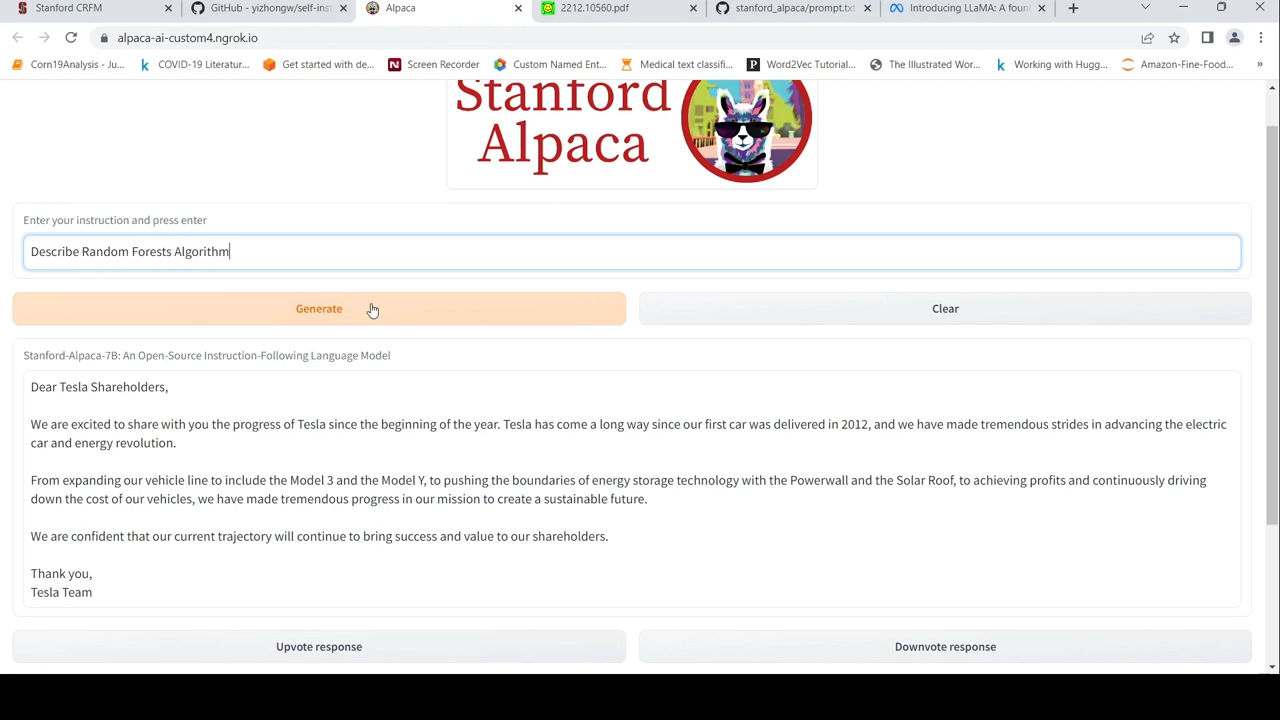 Stanford CRFM
GitHub - yizhongw/self-inst
Alpaca
2212.10560.pdf
stanford_alpaca/prompt.txt
Introducing LLaMA: A foun
alpaca-ai-custom4.ngrok.io
Corn19Analysis - Ju...
COVID-19 Literatur...
Get started with de...
Screen Recorder
Custom Named Ent...
Medical text classifi...
Word2Vec Tutorial...
The Illustrated Wor...
Working with Hugg...
Amazon-Fine-Food...
»
Stanford
Alpaca
Enter your instruction and press enter
Describe Random Forests Algorithm
Generate
Clear
Stanford-Alpaca-7B: An Open-Source Instruction-Following Language Model
Dear Tesla Shareholders,
We are excited to share with you the progress of Tesla since the beginning of the year. Tesla has come a long way since our first car was delivered in 2012, and we have made tremendous strides in advancing the electric
car and energy revolution.
From expanding our vehicle line to include the Model 3 and the Model Y, to pushing the boundaries of energy storage technology with the Powerwall and the Solar Roof, to achieving profits and continuously driving
down the cost of our vehicles, we have made tremendous progress in our mission to create a sustainable future.
We are confident that our current trajectory will continue to bring success and value to our shareholders.
Thank you,
Tesla Team
Upvote response
Downvote response